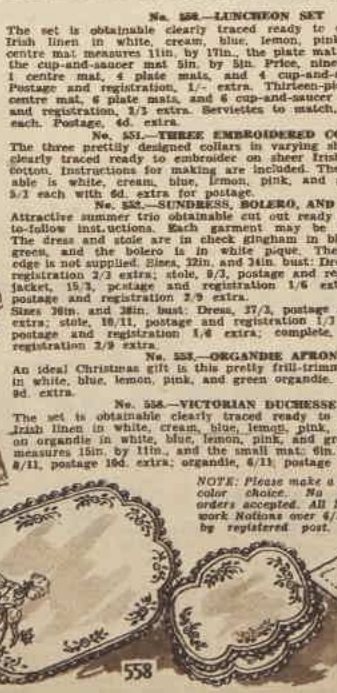 No. 550.—LUNCHEON SET
The set is obtainable clearly traced ready to
Irish linen in white, cream, blue, lemon, pink
centre mat measures 11in. by 17in., the plate mat
the cup-and-saucer mat 5in. by 5in. Price, nine
1 centre mat, 4 plate mats, and 4 cup-and-
Postage and registration, 1/- extra. Thirteen-pi
centre mat, 6 plate mats, and 6 cup-and-saucer
and registration, 2/3 extra. Serviettes to match,
each. Postage, 4d. extra.
No. 551.—THREE EMBROIDERED CO
The three prettily designed collars in varying sh
clearly traced ready to embroider on sheer Iris
cotton. Instructions for making are included. The
able is white, cream, blue, lemon, pink, and
5/1 each with 6d. extra for postage.
No. 552.—SUNDRESS, BOLERO, AND
Attractive summer trio obtainable cut out ready
to-follow instructions. Each garment may be
The dress and stole are in check gingham in bl
green, and the bolero is in white pique. The
edge is not supplied. Sizes, 32in. and 34in. bust: Dr
registration 2/3 extra; stole, 9/3, postage and re
jacket, 15/3, postage and registration 1/6 ext
postage and registration 2/9 extra.
Sizes 36in. and 38in. bust: Dress, 37/3, postage
extra; stole, 10/11, postage and registration 1/3
postage and registration 1/6 extra; complete,
registration 2/9 extra.
No. 553.—ORGANDIE APRON
An ideal Christmas gift is this pretty frill-trimm
in white, blue, lemon, pink, and green organdie.
9d. extra.
No. 558.—VICTORIAN DUCHESSE
The set is obtainable clearly traced ready to
Irish linen in white, cream, blue, lemon, pink,
on organdie in white, blue, lemon, pink, and gr
measures 15in. by 11in., and the small mat: 6in.
8/11, postage 10d. extra; organdie, 6/11; postage
NOTE: Please make a
color choice. No
orders accepted. All
work Notions over 6/
by registered post.
558